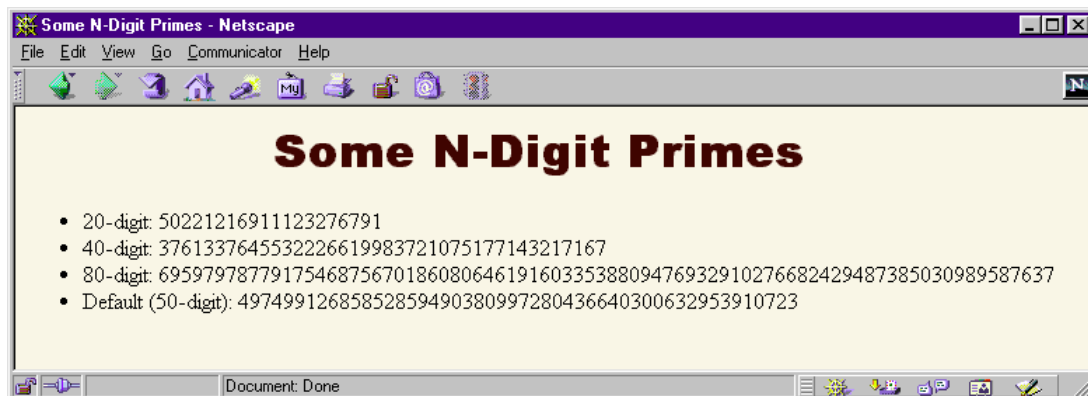 Some N-Digit Primes - Netscape
File Edit View Go Communicator Help
My
N
Some N-Digit Primes
• 20-digit: 50221216911123276791
• 40-digit: 3761337645532226619983721075177143217167
• 80-digit: 69597978779175468756701860806461916033538809476932910276682429487385030989587637
• Default (50-digit): 49749912685852859490380997280436640300632953910723
Document: Done